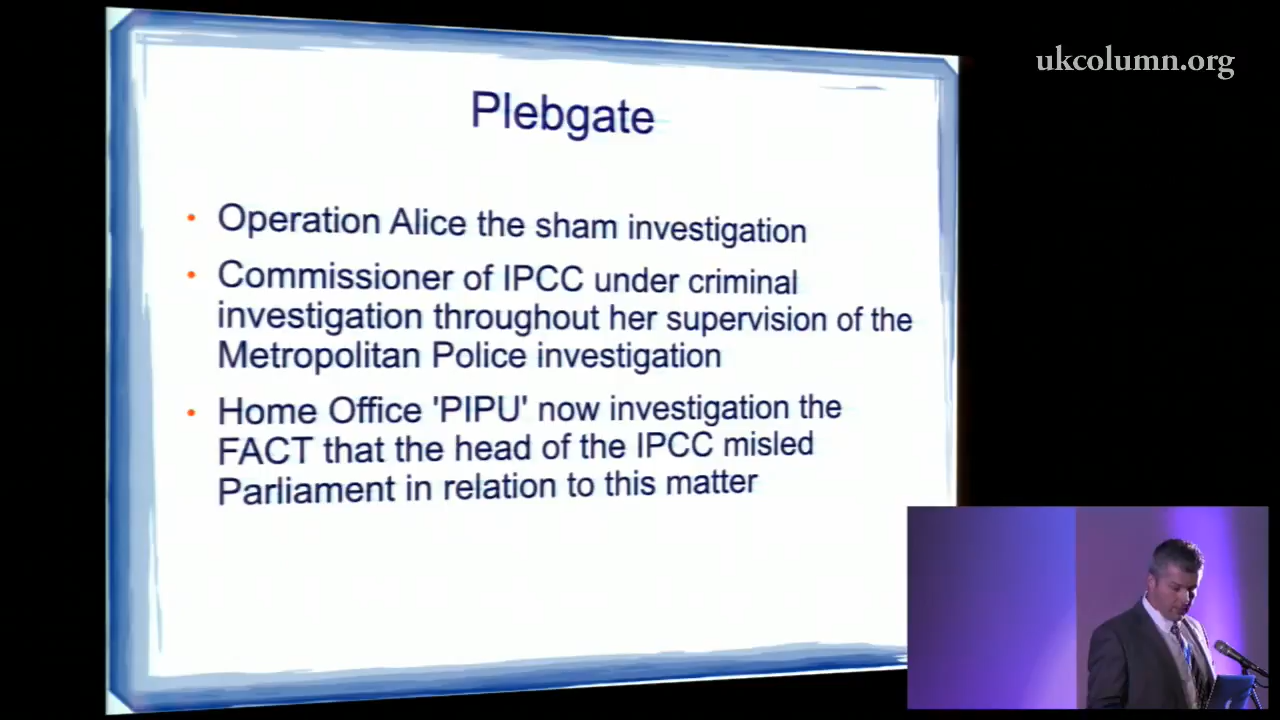 ukcolumn.org
Plebgate
Operation Alice the sham investigation
Commissioner of IPCC under criminal
investigation throughout her supervision of the
Metropolitan Police investigation
Home Office 'PIPU' now investigation the
FACT that the head of the IPCC misled
Parliament in relation to this matter